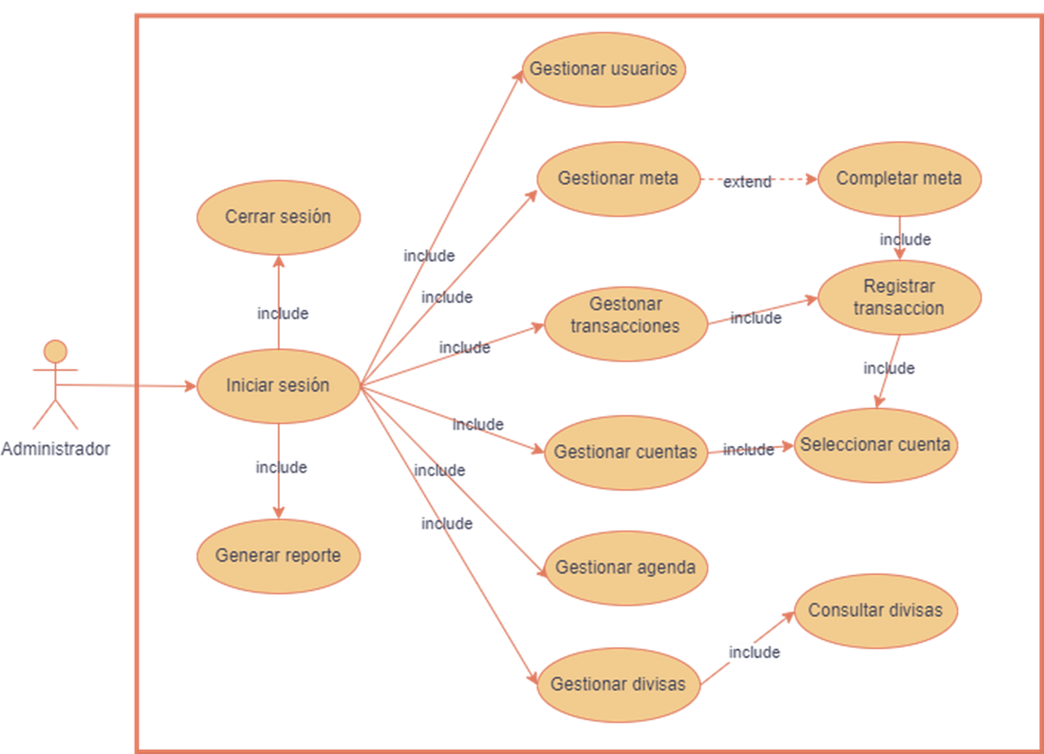 Gestionar usuarios
Gestionar meta
extend
Completar meta
Cerrar sesión
include
include
include
Registrar
transaccion
include
Gestonar
transacciones
include
include
include
Iniciar sesión
Administrador
include
include
Gestionar cuentas
include
Seleccionar cuenta
include
include
include
Generar reporte
Gestionar agenda
Consultar divisas
include
Gestionar divisas